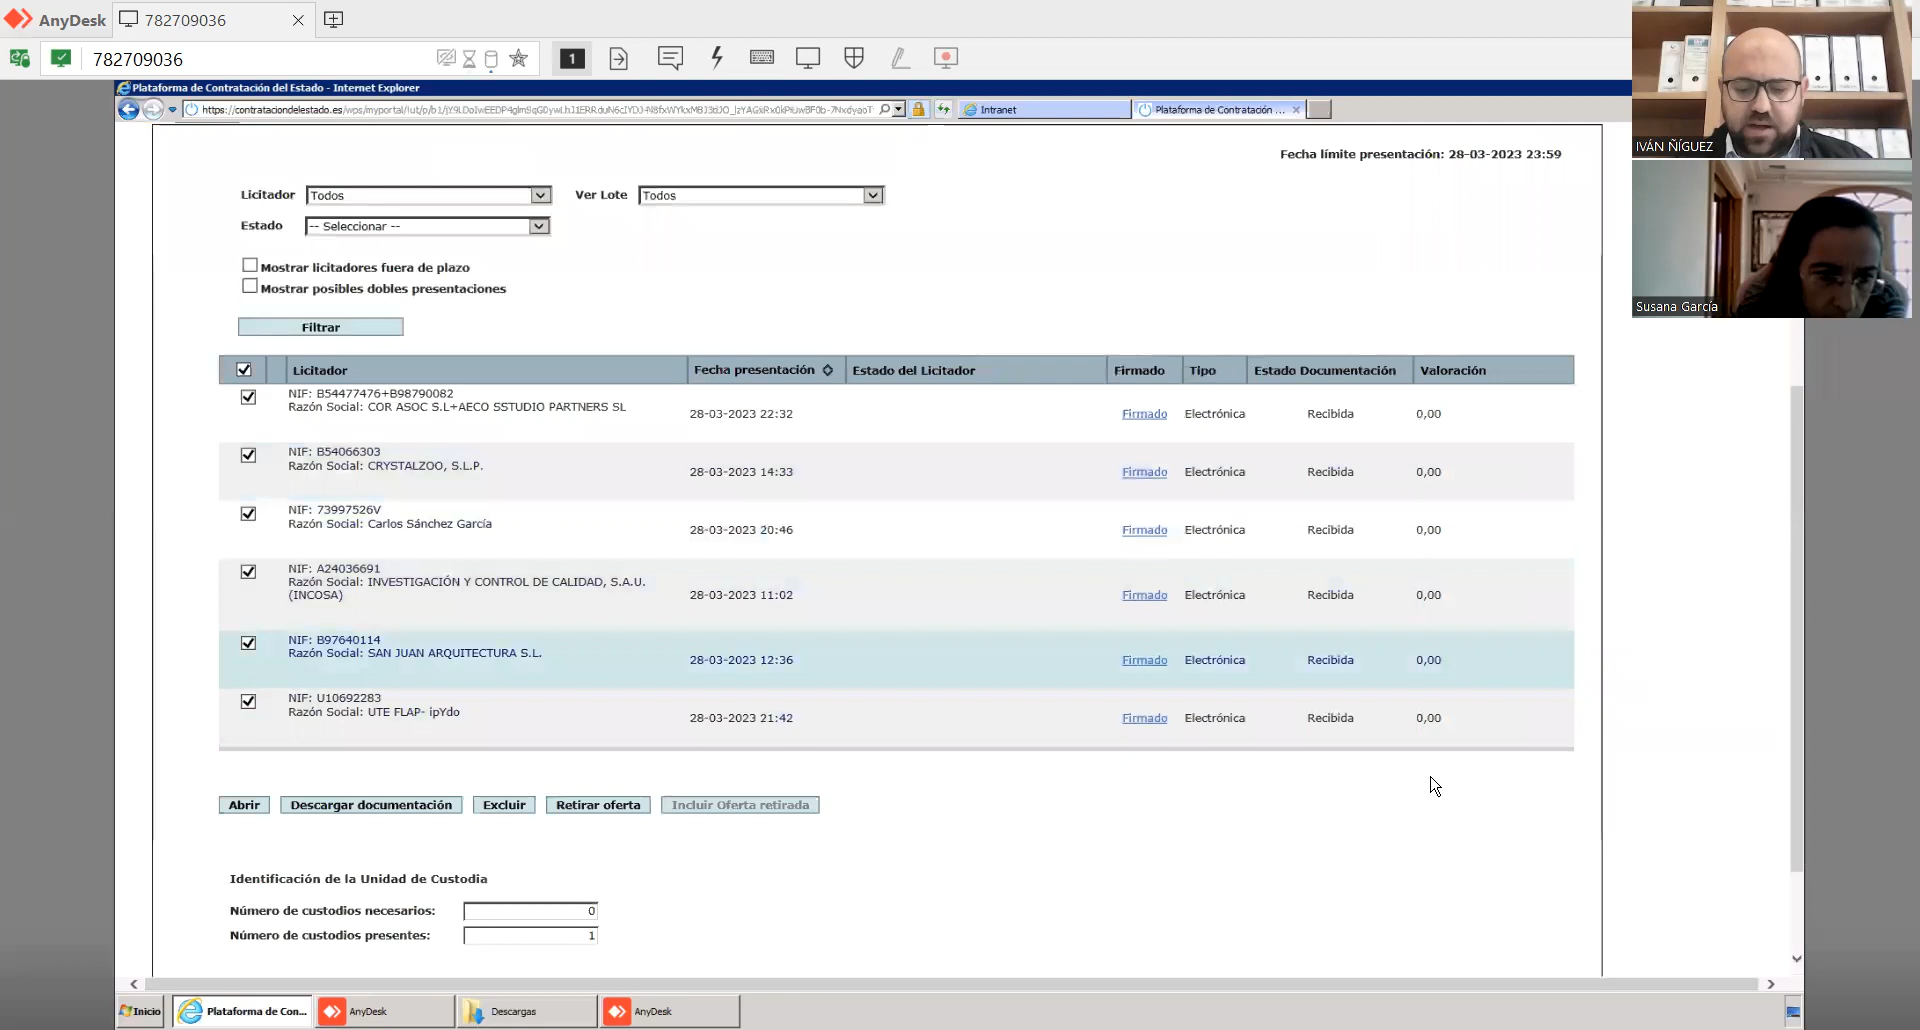 AnyDesk
782709036
782709036
1
Plataforma de Contratación del Estado - Internet Explorer
Intranet
Plataforma de Contratación ...
Fecha límite presentación: 28-03-2023 23:59
Licitador Todos Ver Lote Todos
Estado -- Seleccionar --
Mostrar licitadores fuera de plazo
Mostrar posibles dobles presentaciones
Filtrar
Licitador Fecha presentación Estado del Licitador Firmado Tipo Estado Documentación Valoración
NIF: B54477476+B98790082
Razón Social: COR ASOC S.L+AECO SSTUDIO PARTNERS SL
28-03-2023 22:32 Firmado Electrónica Recibida 0,00
NIF: B54066303
Razón Social: CRYSTALZOO, S.L.P.
28-03-2023 14:33 Firmado Electrónica Recibida 0,00
NIF: 73997526V
Razón Social: Carlos Sánchez García
28-03-2023 20:46 Firmado Electrónica Recibida 0,00
NIF: A24036691
Razón Social: INVESTIGACIÓN Y CONTROL DE CALIDAD, S.A.U.
(INCOSA)
28-03-2023 11:02 Firmado Electrónica Recibida 0,00
NIF: B97640114
Razón Social: SAN JUAN ARQUITECTURA S.L.
28-03-2023 12:36 Firmado Electrónica Recibida 0,00
NIF: U10692283
Razón Social: UTE FLAP- ipYdo
28-03-2023 21:42 Firmado Electrónica Recibida 0,00
Abrir Descargar documentación Excluir Retirar oferta Incluir Oferta retirada
Identificación de la Unidad de Custodia
Número de custodios necesarios: 0
Número de custodios presentes: 1
Inicio Plataforma de Con... AnyDesk Descargas AnyDesk
IVÁN ÑÍGUEZ
Susana García